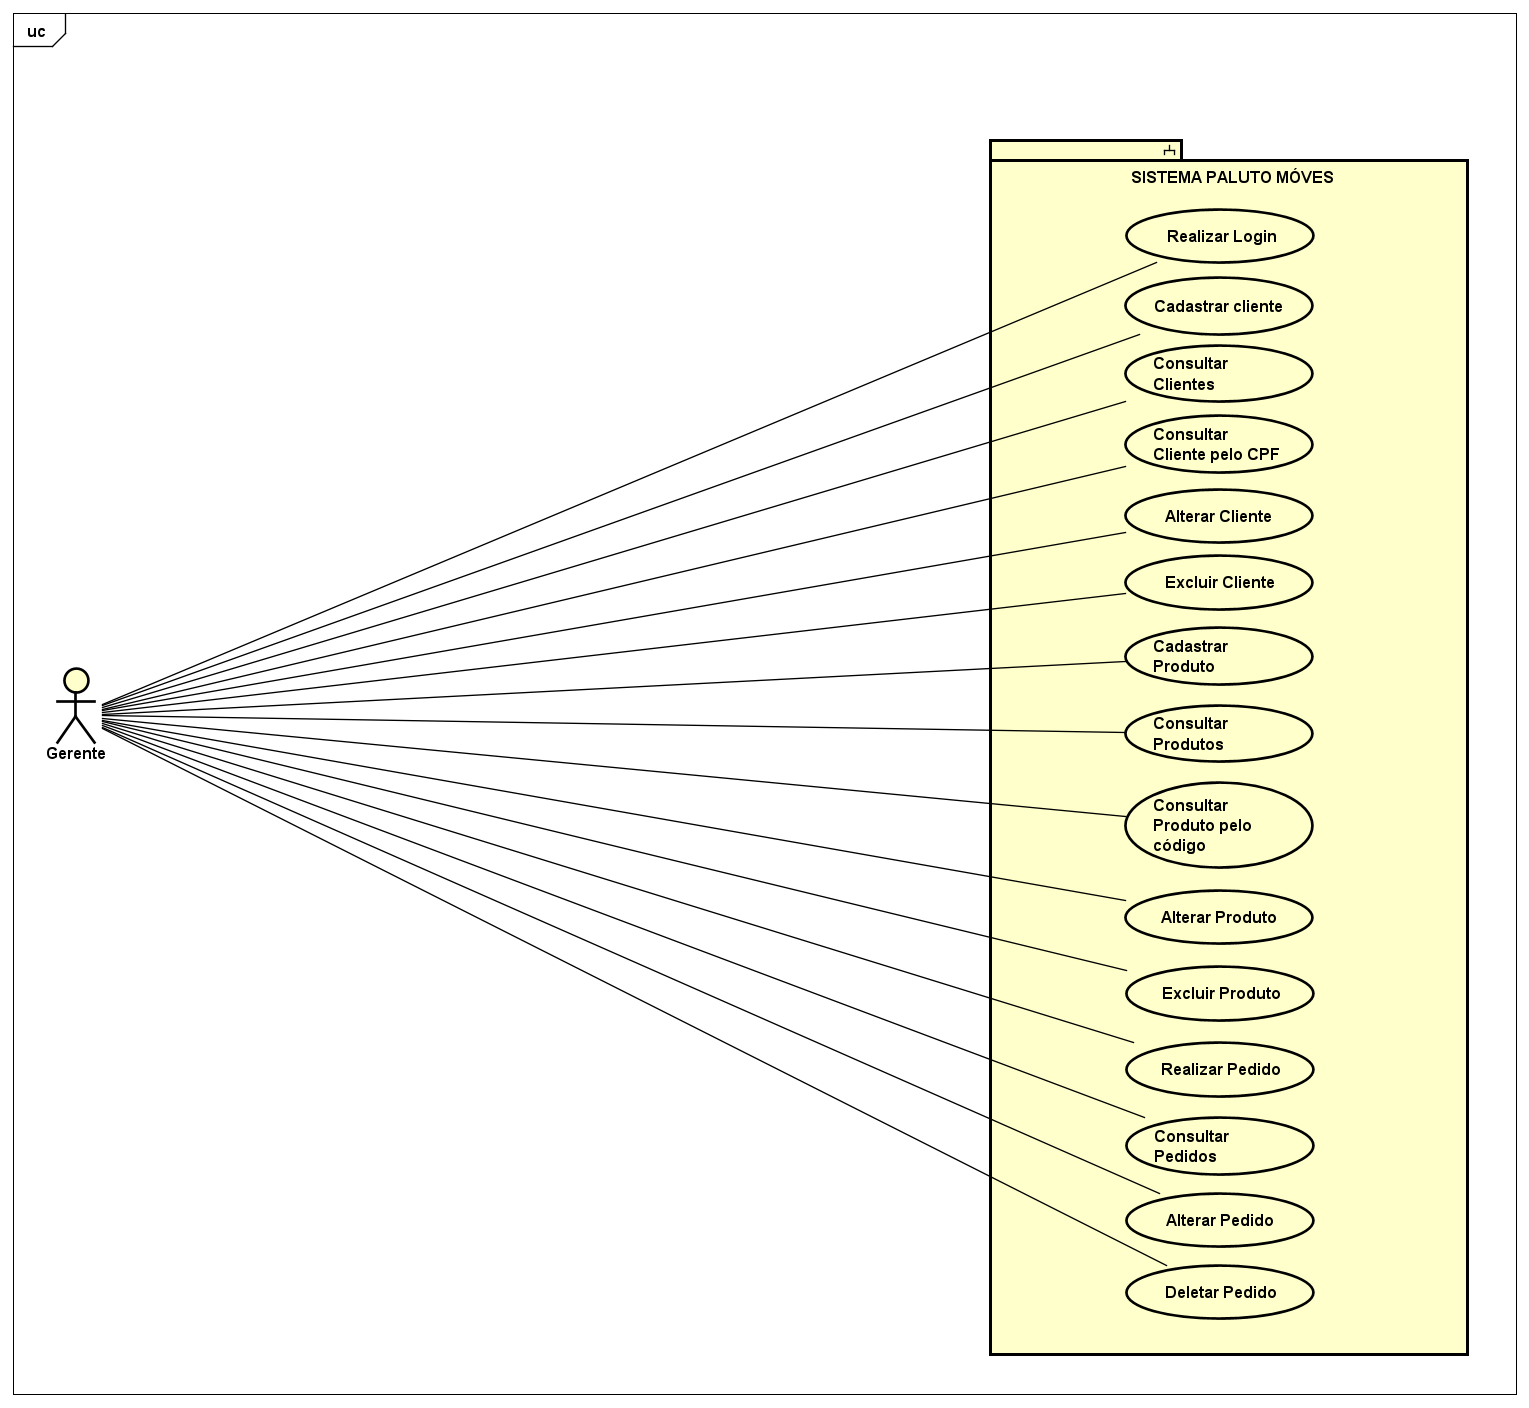 uc
SISTEMA PALUTO MÓVES
Realizar Login
Cadastrar cliente
Consultar
Clientes
Consultar
Cliente pelo CPF
Alterar Cliente
Excluir Cliente
Cadastrar
Produto
Consultar
Produtos
Consultar
Produto pelo
código
Alterar Produto
Excluir Produto
Realizar Pedido
Consultar
Pedidos
Alterar Pedido
Deletar Pedido
Gerente